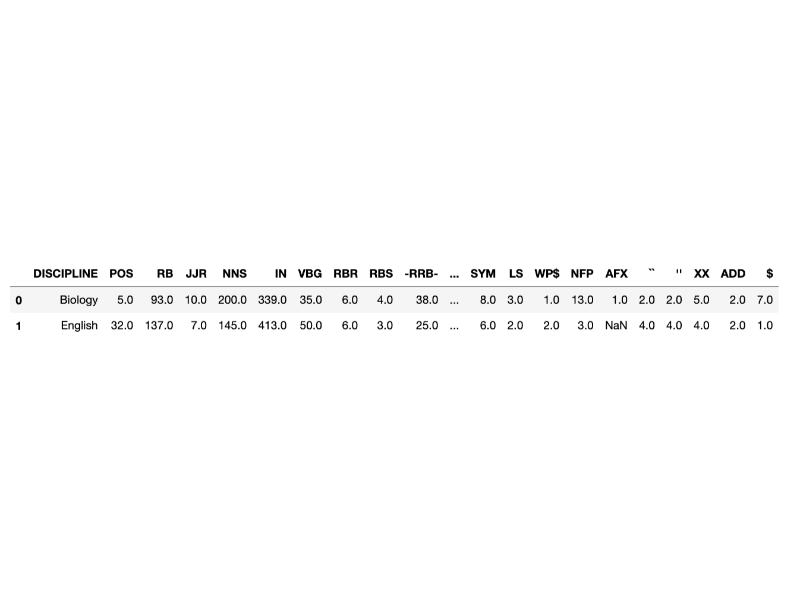 DISCIPLINE POS RB JJR NNS IN VBG RBR RBS -RRB- ... SYM LS WP$ NFP AFX `` '' XX ADD $
0 Biology 5.0 93.0 10.0 200.0 339.0 35.0 6.0 4.0 38.0 ... 8.0 3.0 1.0 13.0 1.0 2.0 2.0 5.0 2.0 7.0
1 English 32.0 137.0 7.0 145.0 413.0 50.0 6.0 3.0 25.0 ... 6.0 2.0 2.0 3.0 NaN 4.0 4.0 4.0 2.0 1.0